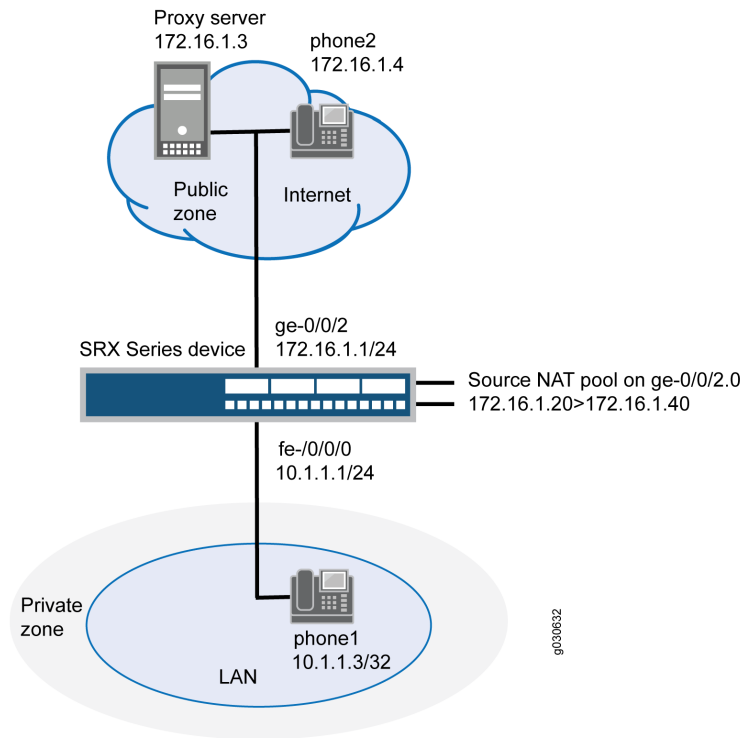 Proxy server
172.16.1.3
phone2
172.16.1.4
Public
zone
Internet
ge-0/0/2
172.16.1.1/24
SRX Series device
Source NAT pool on ge-0/0/2.0
172.16.1.20>172.16.1.40
fe-/0/0/0
10.1.1.1/24
Private
zone
phone1
10.1.1.3/32
LAN
g030632